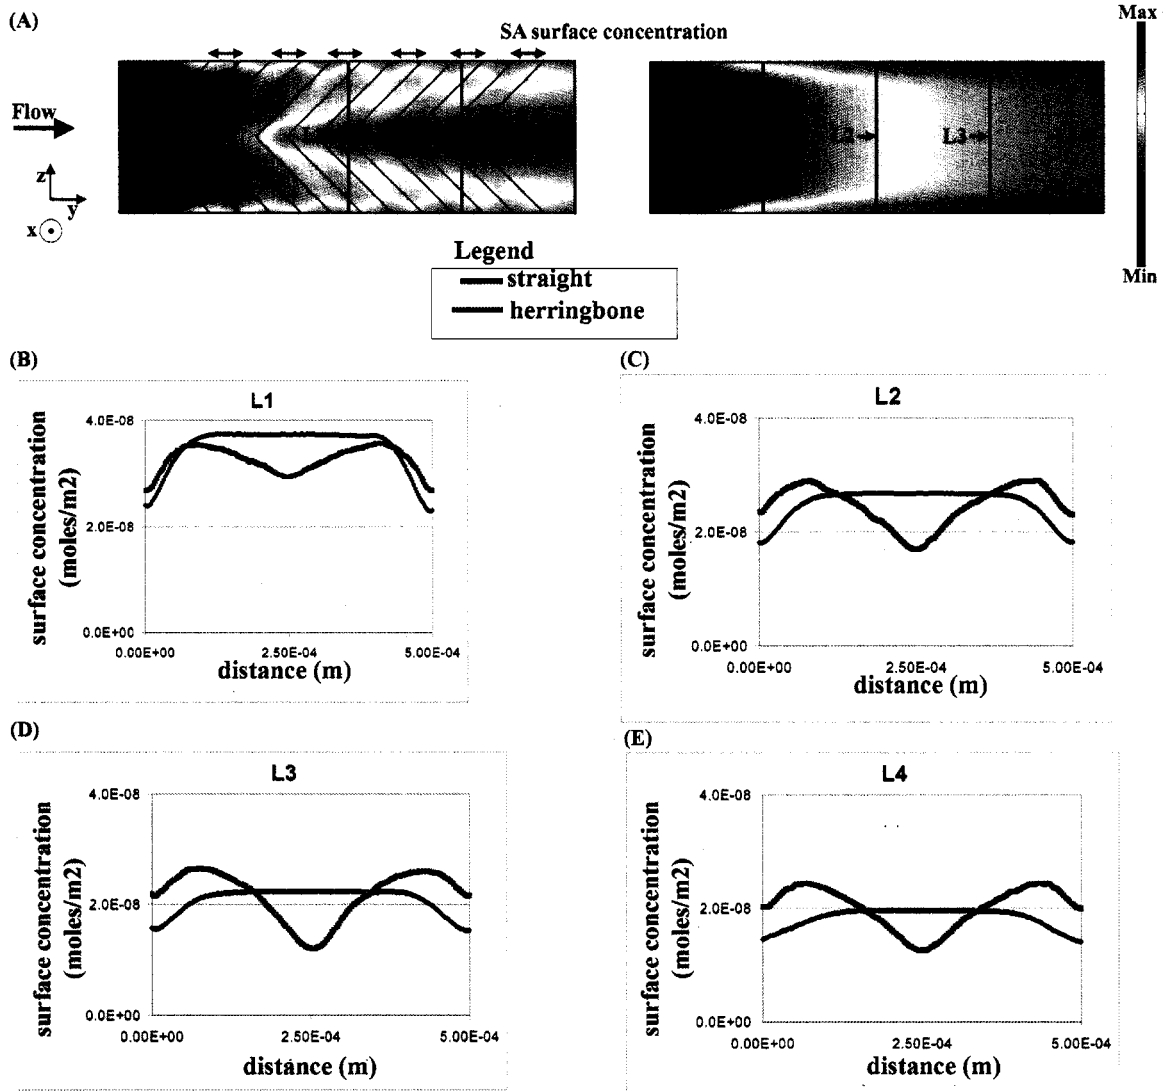 (A)
SA surface concentration
Max
Flow
L2
L3
z
y
x
Min
Legend
straight
herringbone
(B)
L1
surface concentration
(moles/m2)
4.0E-08
2.0E-08
0.0E+00
0.00E+00
2.50E-04
5.00E-04
distance (m)
(C)
L2
surface concentration
(moles/m2)
4.0E-08
2.0E-08
0.0E+00
0.00E+00
2.50E-04
5.00E-04
distance (m)
(D)
L3
surface concentration
(moles/m2)
4.0E-08
2.0E-08
0.0E+00
0.00E+00
2.50E-04
5.00E-04
distance (m)
(E)
L4
surface concentration
(moles/m2)
4.0E-08
2.0E-08
0.0E+00
0.00E+00
2.50E-04
5.00E-04
distance (m)